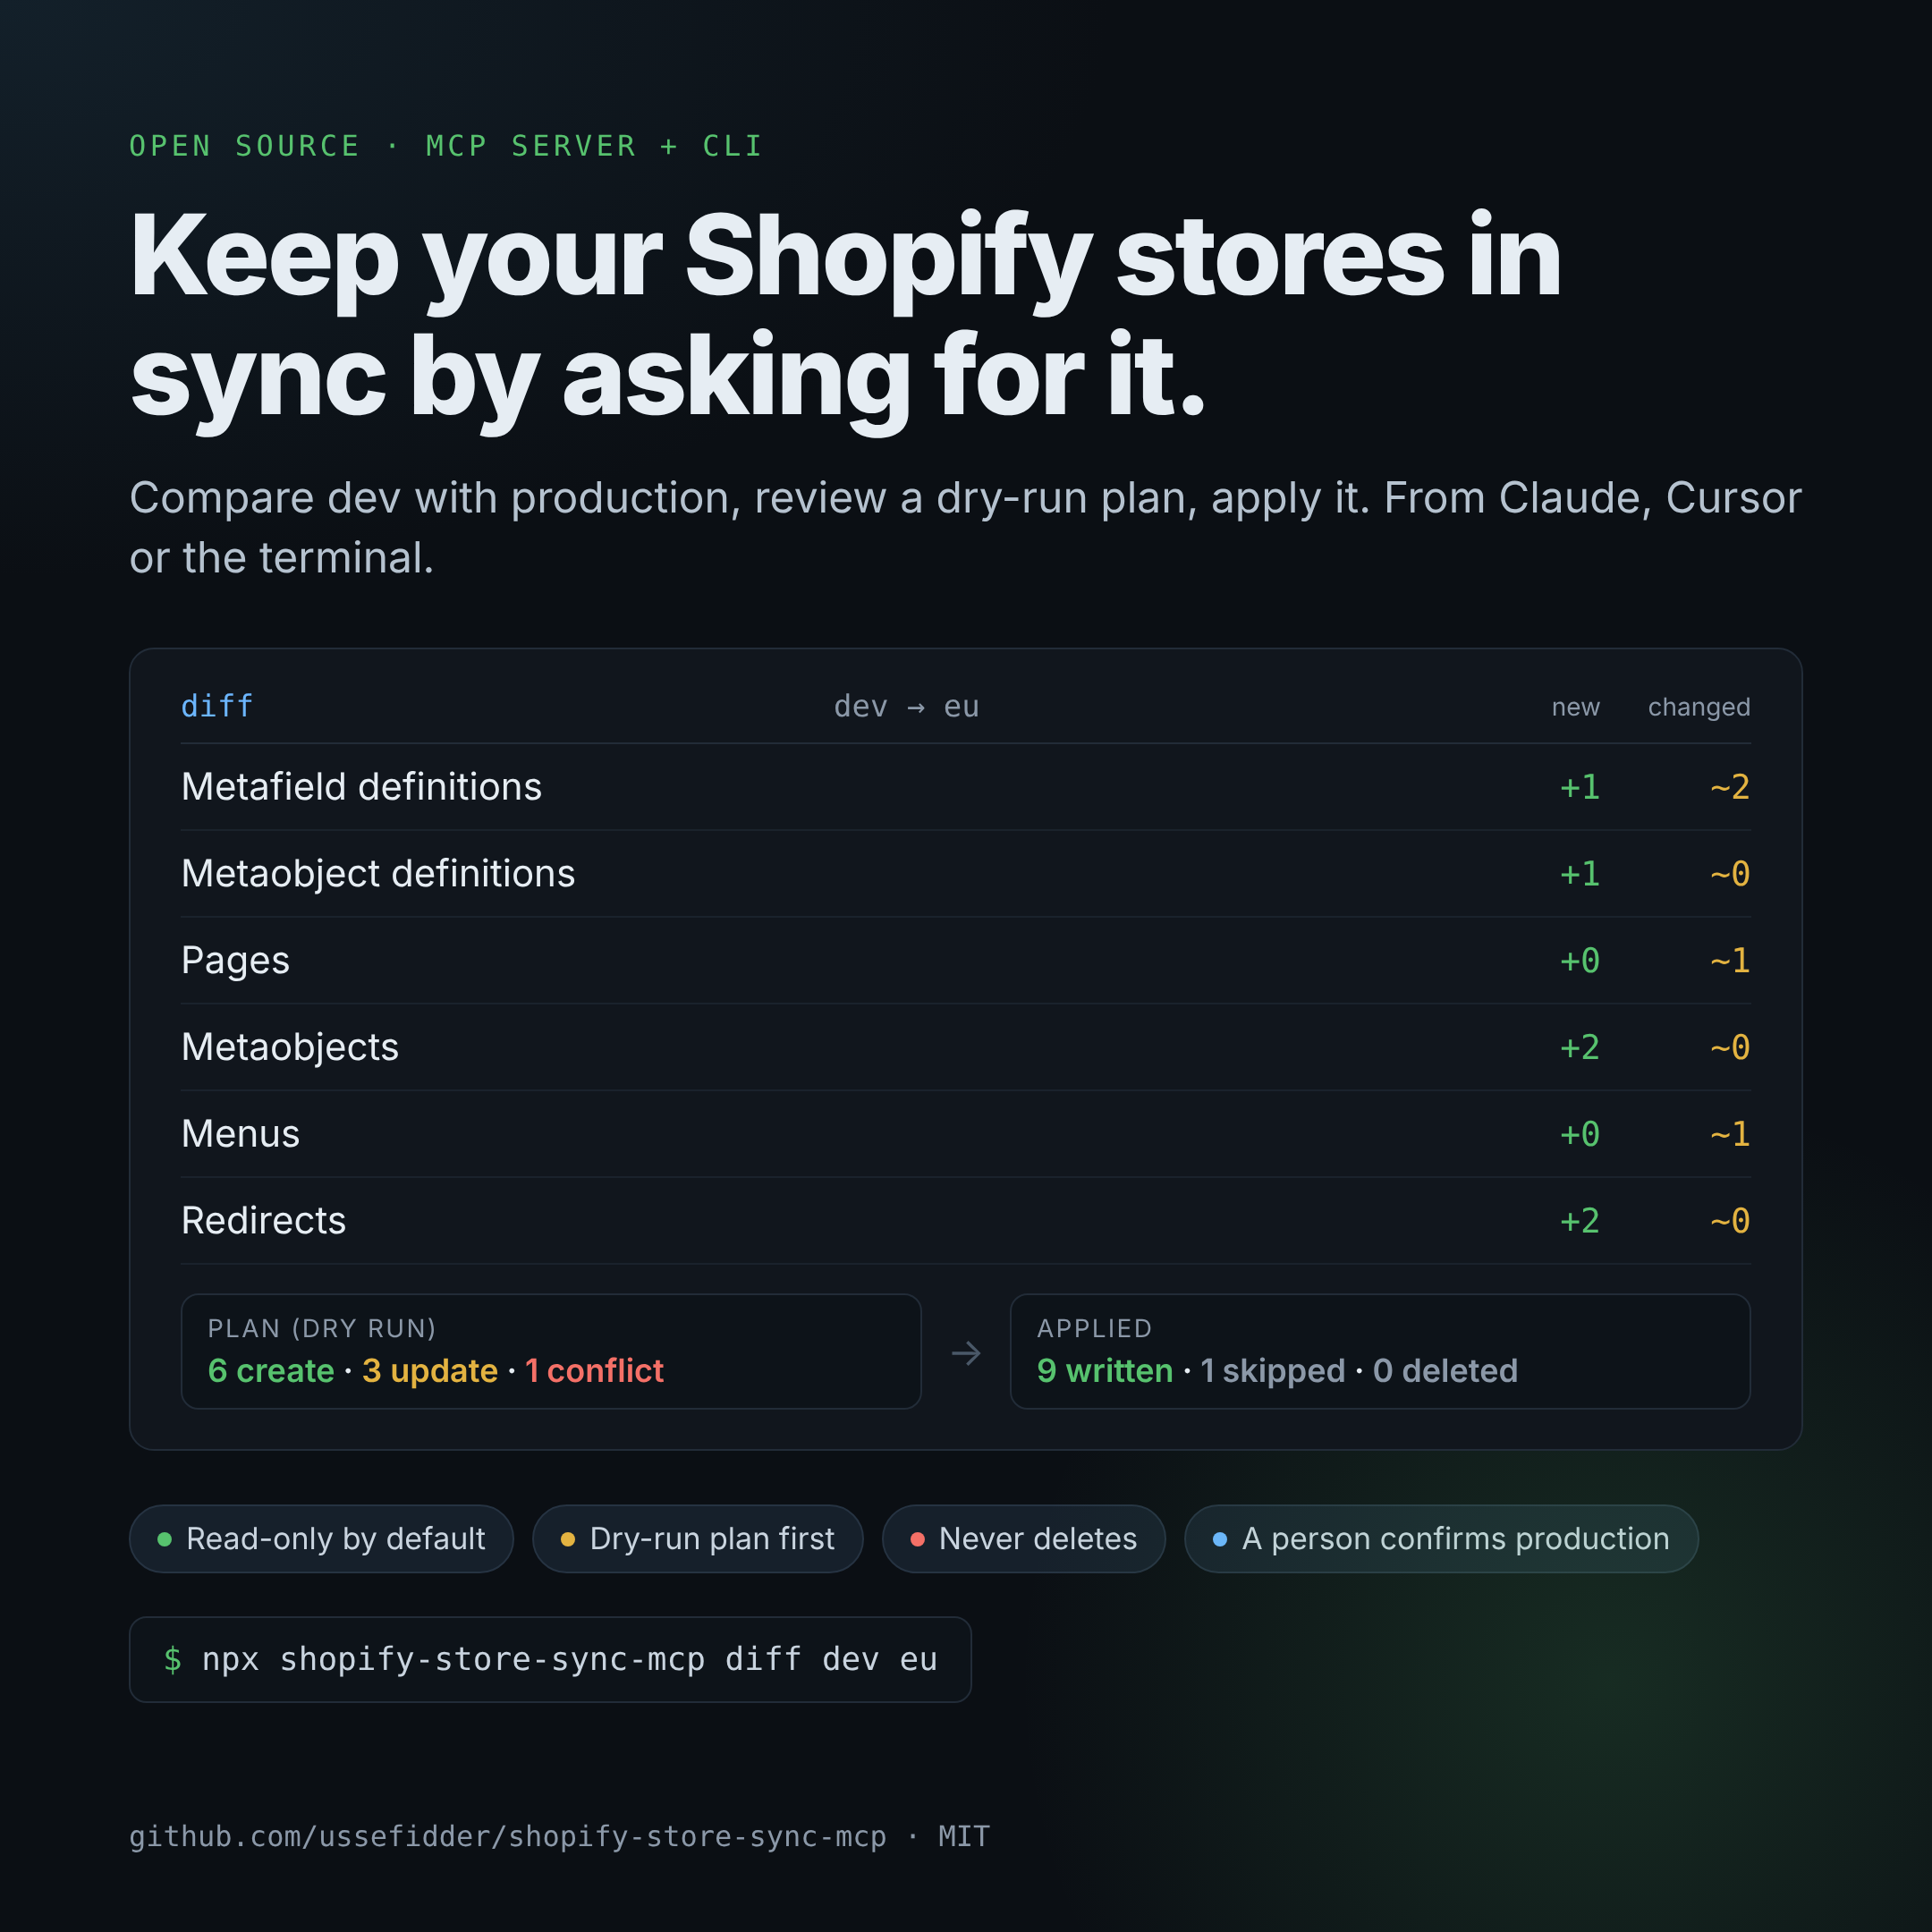 OPEN SOURCE · MCP SERVER + CLI
Keep your Shopify stores in
sync by asking for it.
Compare dev with production, review a dry-run plan, apply it. From Claude, Cursor
or the terminal.
diff dev → eu new changed
Metafield definitions +1 ~2
Metaobject definitions +1 ~0
Pages +0 ~1
Metaobjects +2 ~0
Menus +0 ~1
Redirects +2 ~0
PLAN (DRY RUN)
6 create · 3 update · 1 conflict
→
APPLIED
9 written · 1 skipped · 0 deleted
Read-only by default
Dry-run plan first
Never deletes
A person confirms production
$ npx shopify-store-sync-mcp diff dev eu
github.com/ussefidder/shopify-store-sync-mcp · MIT